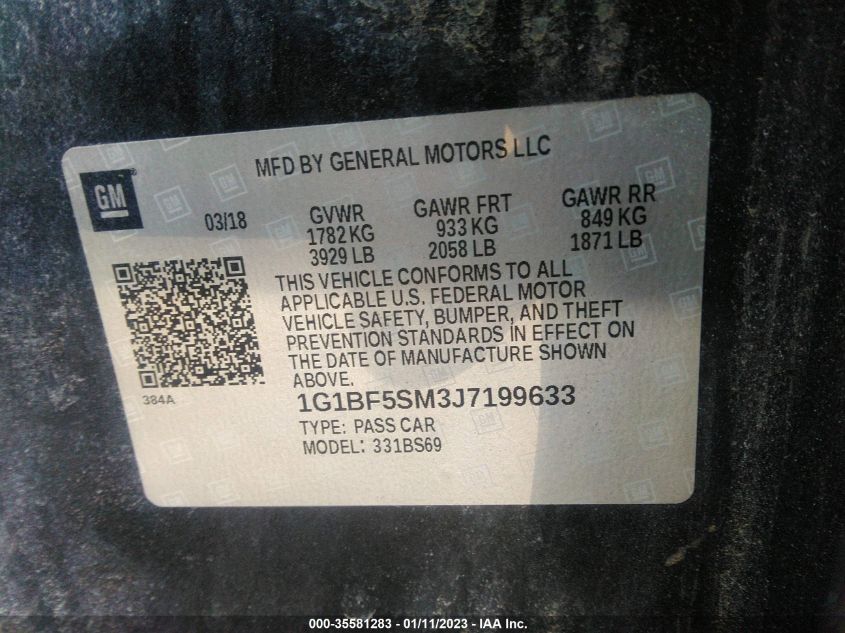 MFD BY GENERAL MOTORS LLC
GM
03/18
GVWR GAWR FRT GAWR RR
1782 KG 933 KG 849 KG
3929 LB 2058 LB 1871 LB
THIS VEHICLE CONFORMS TO ALL
APPLICABLE U.S. FEDERAL MOTOR
VEHICLE SAFETY, BUMPER, AND THEFT
PREVENTION STANDARDS IN EFFECT ON
THE DATE OF MANUFACTURE SHOWN
ABOVE.
384A
1G1BF5SM3J7199633
TYPE: PASS CAR
MODEL: 331BS69
000-35581283 - 01/11/2023 - IAA Inc.